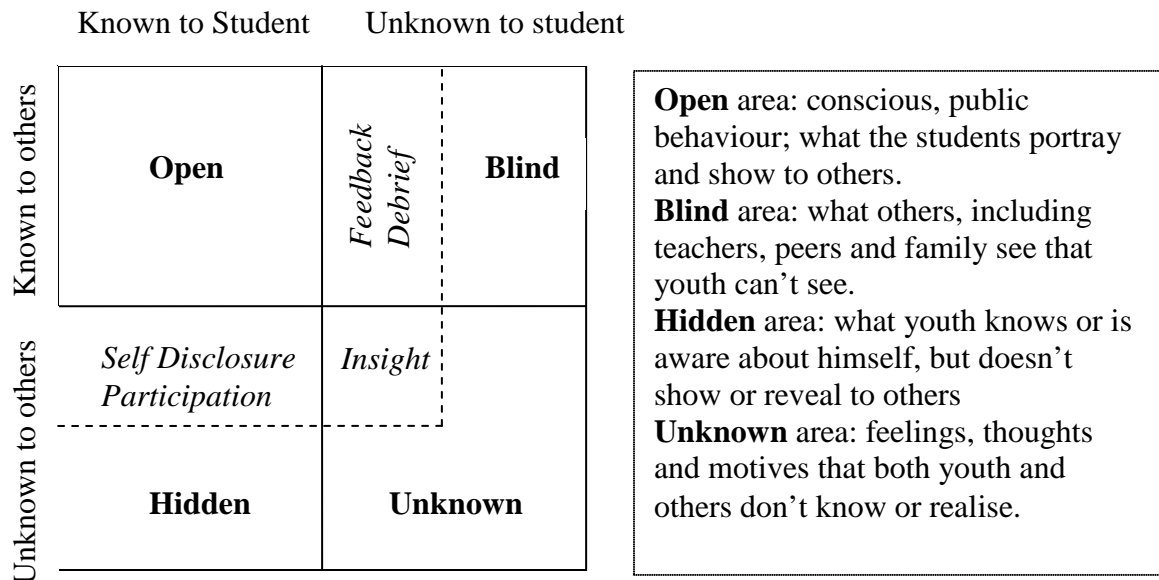 Known to Student Unknown to student
Known to others
Open
Feedback
Debrief
Blind
Unknown to others
Self Disclosure
Participation
Insight
Hidden
Unknown
Open area: conscious, public
behaviour; what the students portray
and show to others.
Blind area: what others, including
teachers, peers and family see that
youth can’t see.
Hidden area: what youth knows or is
aware about himself, but doesn’t
show or reveal to others
Unknown area: feelings, thoughts
and motives that both youth and
others don’t know or realise.